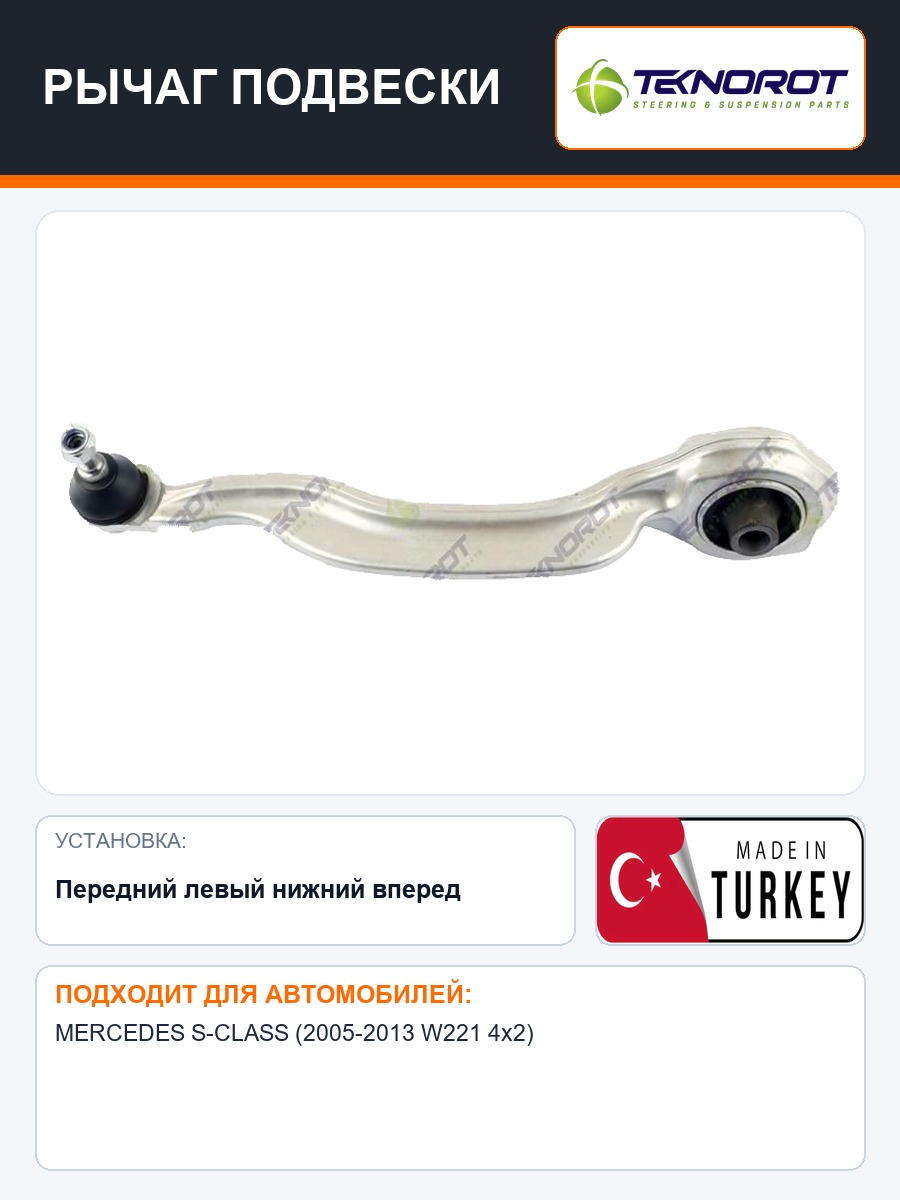 РЫЧАГ ПОДВЕСКИ
TEKNOROT
STEERING & SUSPENSION PARTS
УСТАНОВКА:
Передний левый нижний вперед
MADE IN
TURKEY
ПОДХОДИТ ДЛЯ АВТОМОБИЛЕЙ:
MERCEDES S-CLASS (2005-2013 W221 4x2)